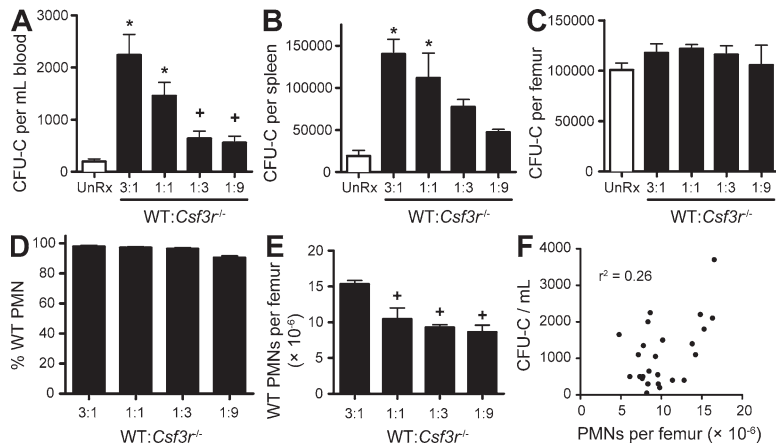 A
CFU-C per mL blood
3000
2000
1000
0
*
*
+
+
UnRx 3:1 1:1 1:3 1:9
WT:Csf3r-/-
B
CFU-C per spleen
150000
100000
50000
0
*
*
UnRx 3:1 1:1 1:3 1:9
WT:Csf3r-/-
C
CFU-C per femur
150000
100000
50000
0
UnRx 3:1 1:1 1:3 1:9
WT:Csf3r-/-
D
% WT PMN
100
80
60
40
20
0
3:1 1:1 1:3 1:9
WT:Csf3r-/-
E
WT PMNs per femur
(× 10-6)
20
15
10
5
0
+
+
+
3:1 1:1 1:3 1:9
WT:Csf3r-/-
F
CFU-C / mL
4000
3000
2000
1000
0
r2 = 0.26
0 5 10 15 20
PMNs per femur (× 10-6)